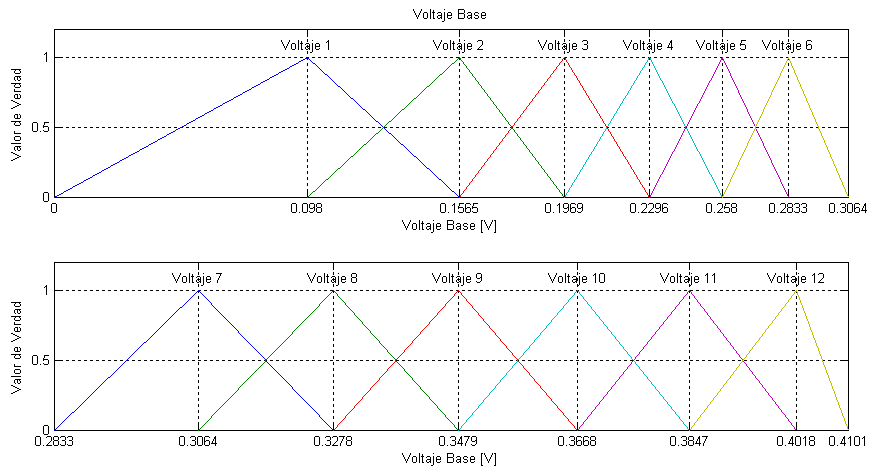 Voltaje Base
Voltaje 1 Voltaje 2 Voltaje 3 Voltaje 4 Voltaje 5 Voltaje 6
1
Valor de Verdad
0.5
0
0 0.098 0.1565 0.1969 0.2296 0.258 0.2833 0.3064
Voltaje Base [V]
Voltaje 7 Voltaje 8 Voltaje 9 Voltaje 10 Voltaje 11 Voltaje 12
1
Valor de Verdad
0.5
0
0.2833 0.3064 0.3278 0.3479 0.3668 0.3847 0.4018 0.4101
Voltaje Base [V]